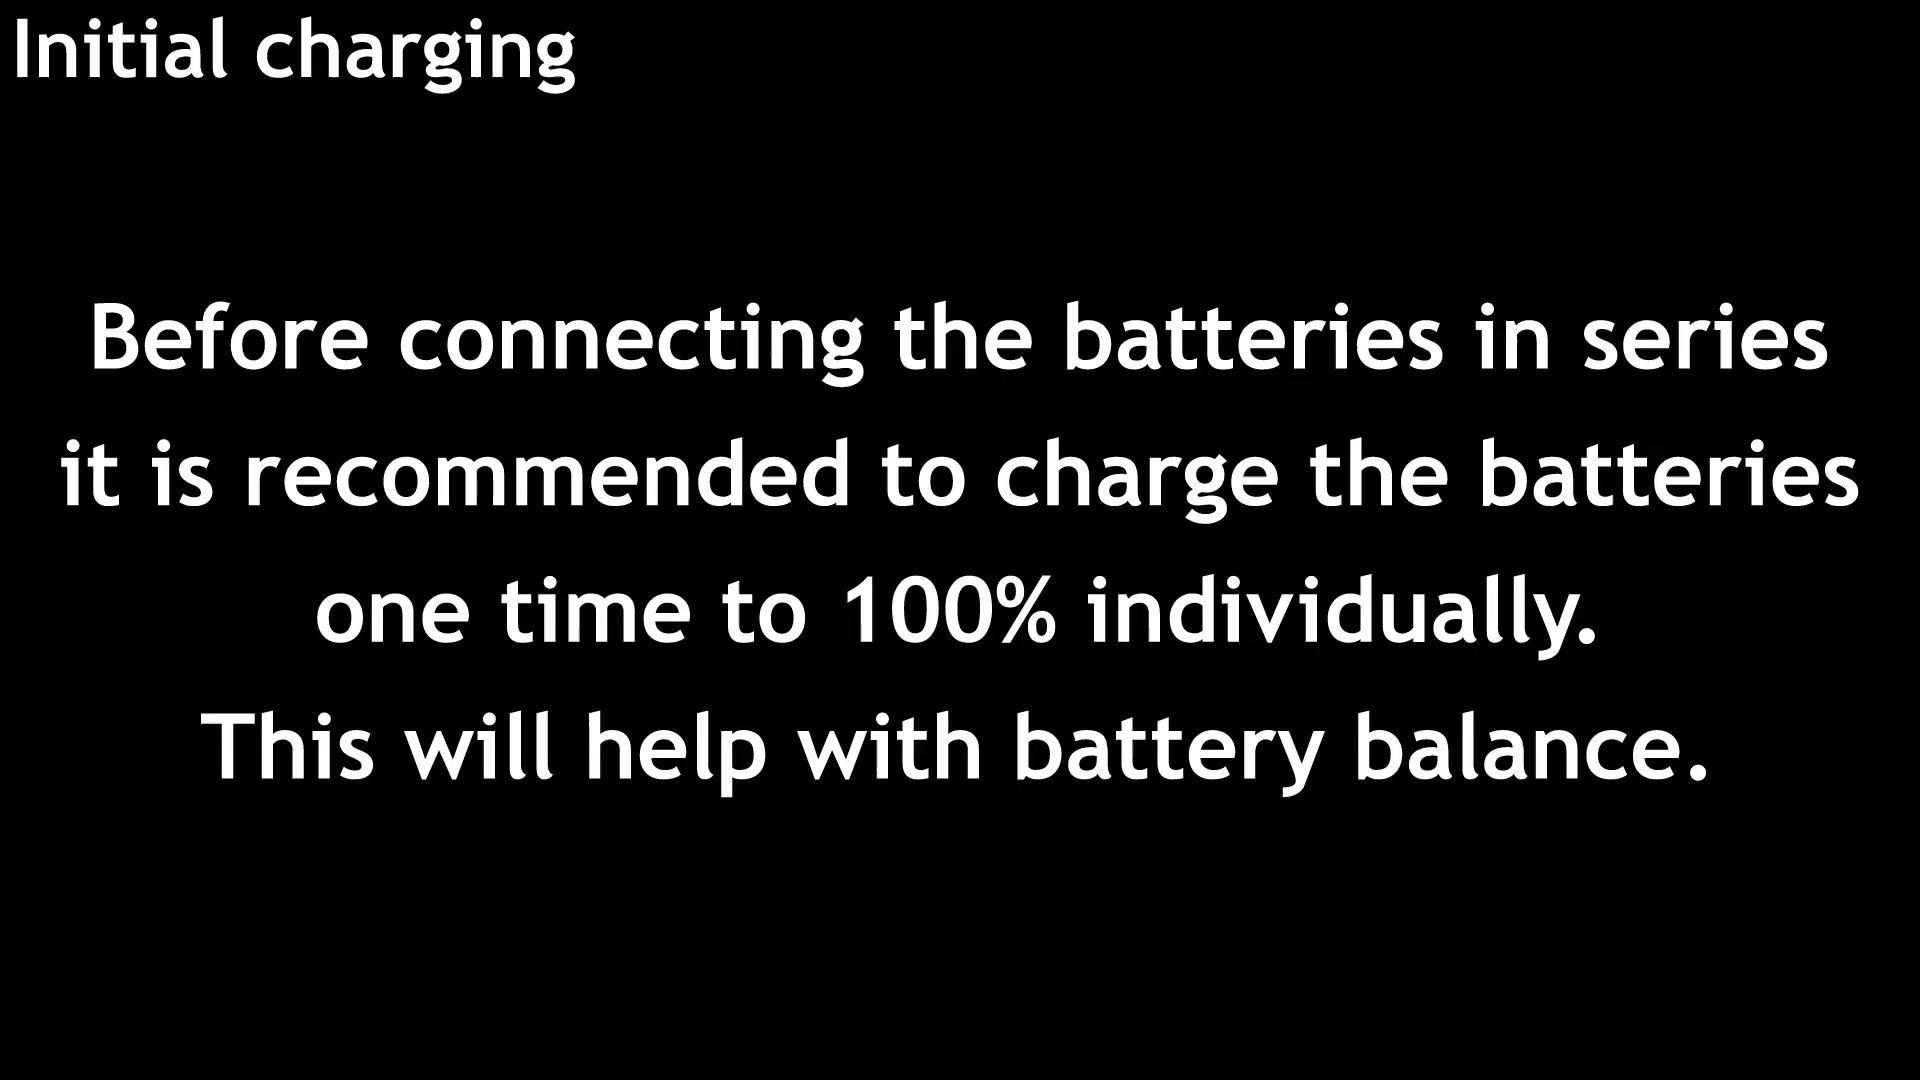 Initial charging
Before connecting the batteries in series
it is recommended to charge the batteries
one time to 100% individually.
This will help with battery balance.